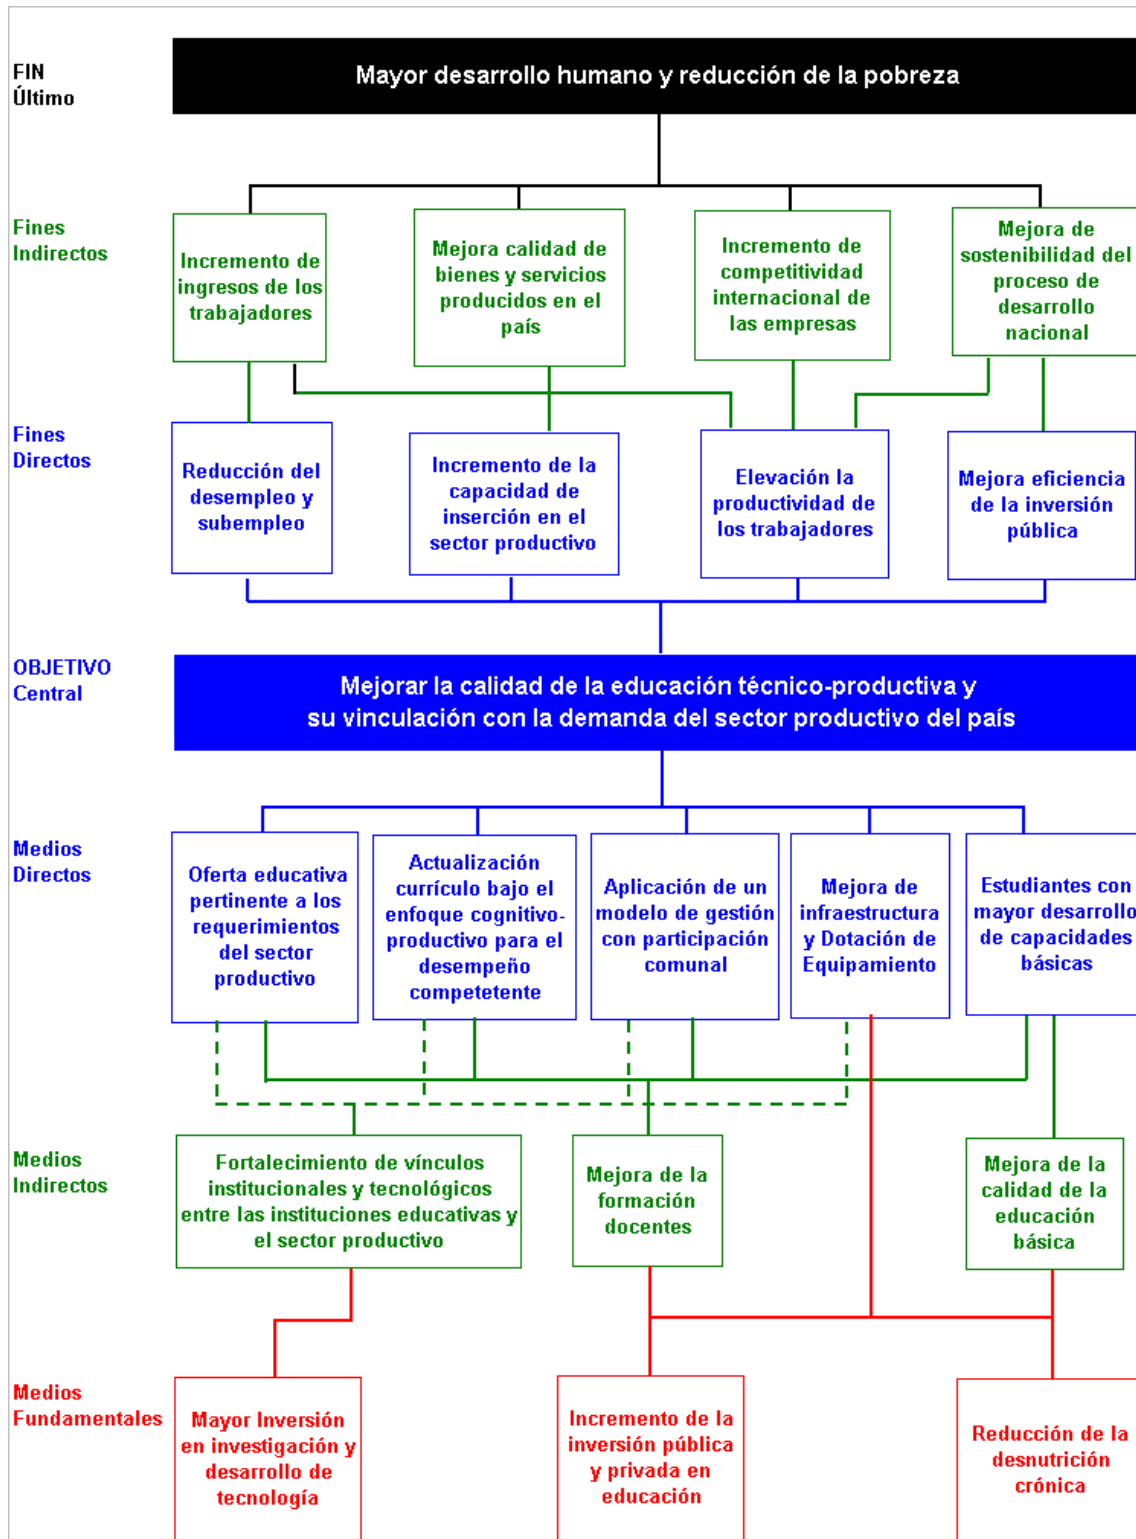 FIN
Último
Mayor desarrollo humano y reducción de la pobreza
Fines
Indirectos
Incremento de
ingresos de los
trabajadores
Mejora calidad de
bienes y servicios
producidos en el
país
Incremento de
competitividad
internacional de
las empresas
Mejora de
sostenibilidad del
proceso de
desarrollo
nacional
Fines
Directos
Reducción del
desempleo y
subempleo
Incremento de la
capacidad de
inserción en el
sector productivo
Elevación la
productividad de
los trabajadores
Mejora eficiencia
de la inversión
pública
OBJETIVO
Central
Mejorar la calidad de la educación técnico-productiva y
su vinculación con la demanda del sector productivo del país
Medios
Directos
Oferta educativa
pertinente a los
requerimientos
del sector
productivo
Actualización
currículo bajo el
enfoque cognitivo-
productivo para el
desempeño
competetente
Aplicación de un
modelo de gestión
con participación
comunal
Mejora de
infraestructura
y Dotación de
Equipamiento
Estudiantes con
mayor desarrollo
de capacidades
básicas
Medios
Indirectos
Fortalecimiento de vínculos
institucionales y tecnológicos
entre las instituciones educativas y
el sector productivo
Mejora de la
formación
docentes
Mejora de la
calidad de la
educación
básica
Medios
Fundamentales
Mayor Inversión
en investigación y
desarrollo de
tecnología
Incremento de la
inversión pública
y privada en
educación
Reducción de la
desnutrición
crónica